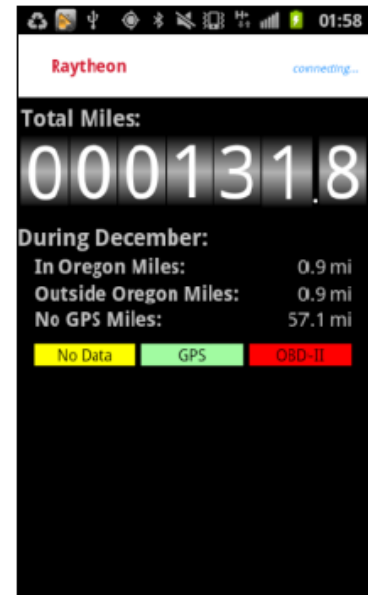 01:58
Raytheon connecting...
Total Miles:
000131.8
During December:
In Oregon Miles: 0.9 mi
Outside Oregon Miles: 0.9 mi
No GPS Miles: 57.1 mi
No Data GPS OBD-II